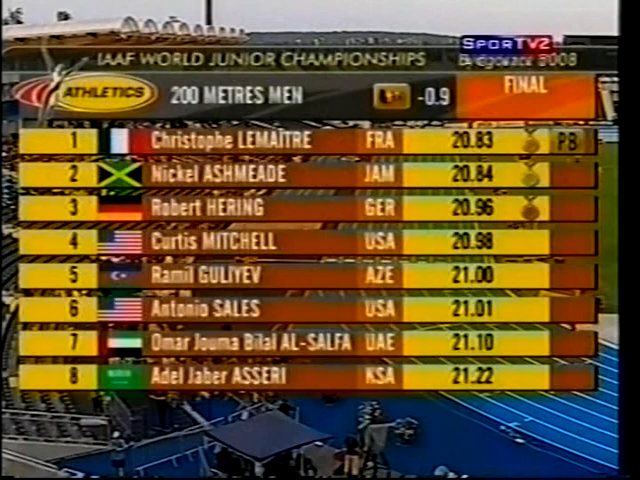 SPORTV2
IAAF WORLD JUNIOR CHAMPIONSHIPS Bydgoszcz 2008
ATHLETICS 200 METRES MEN -0.9 FINAL
1 Christophe LEMAÎTRE FRA 20.83 PB
2 Nickel ASHMEADE JAM 20.84
3 Robert HERING GER 20.96
4 Curtis MITCHELL USA 20.98
5 Ramil GULIYEV AZE 21.00
6 Antonio SALES USA 21.01
7 Omar Jouma Bilal AL-SALFA UAE 21.10
8 Adel Jaber ASSERI KSA 21.22